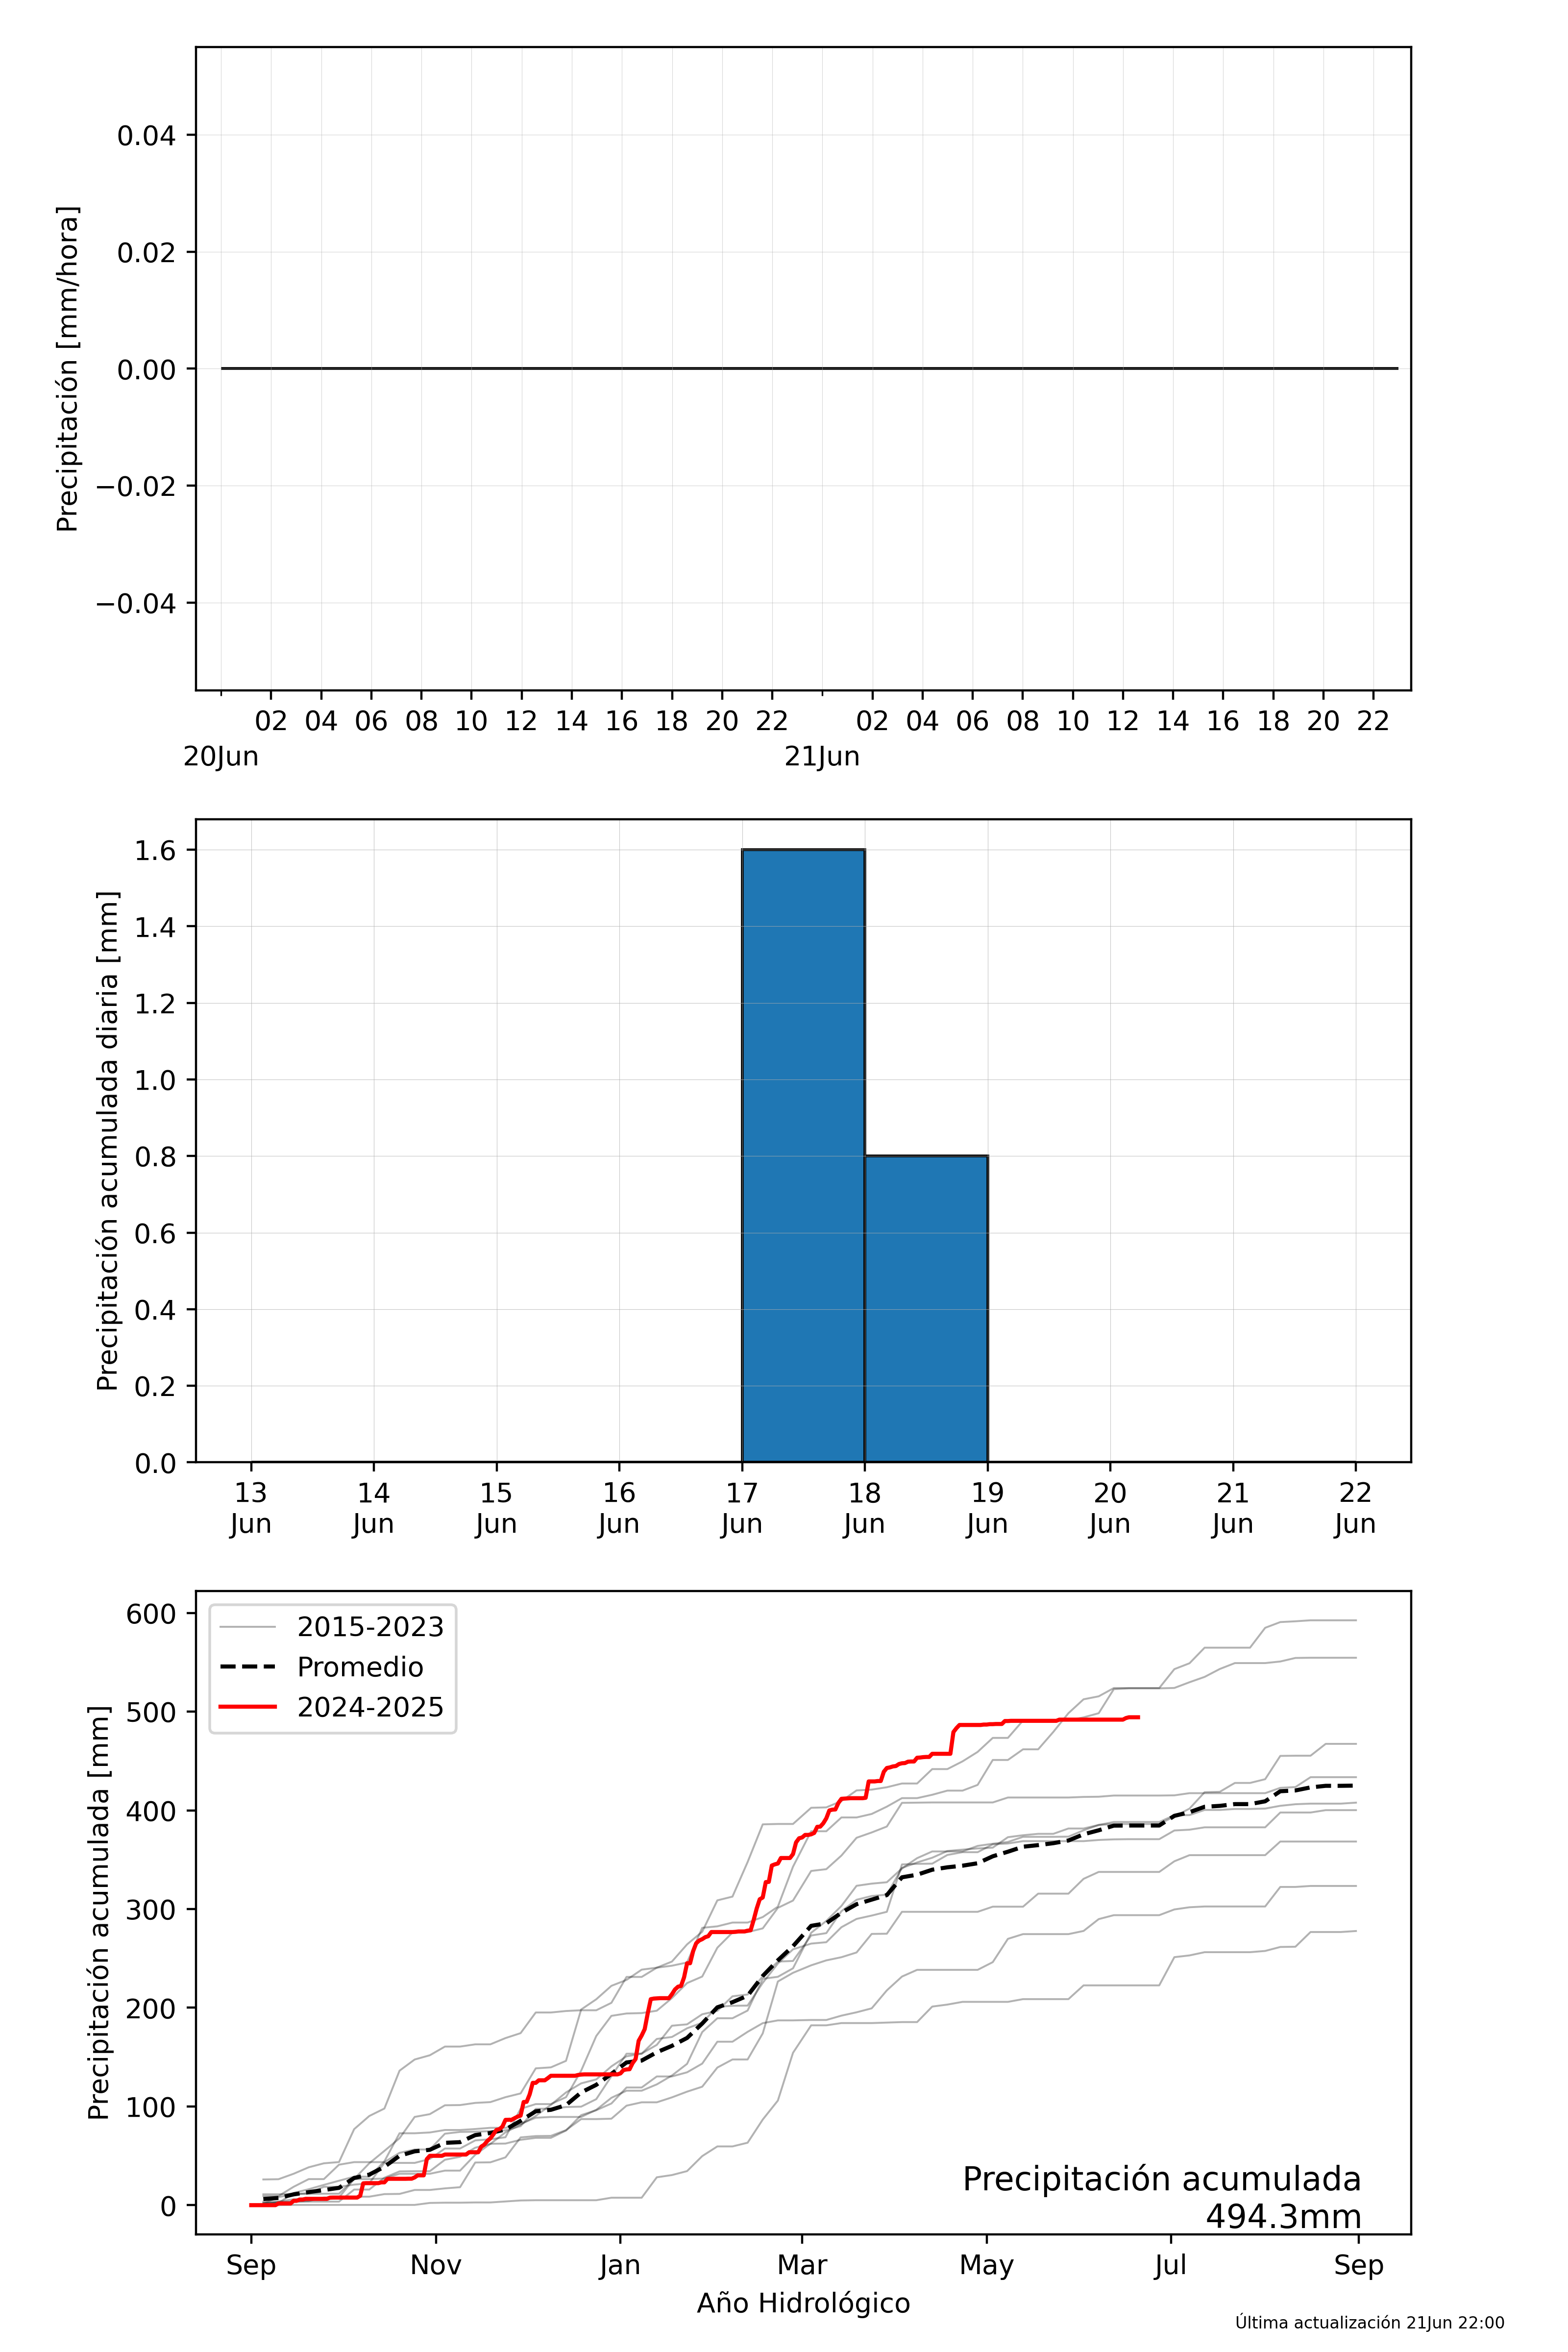 Precipitación [mm/hora]
0.04
0.02
0.00
−0.02
−0.04
02 04 06 08 10 12 14 16 18 20 22 02 04 06 08 10 12 14 16 18 20 22
20Jun 21Jun
Precipitación acumulada diaria [mm]
1.6
1.4
1.2
1.0
0.8
0.6
0.4
0.2
0.0
13 14 15 16 17 18 19 20 21 22
Jun Jun Jun Jun Jun Jun Jun Jun Jun Jun
Precipitación acumulada [mm]
600
500
400
300
200
100
0
2015-2023
Promedio
2024-2025
Precipitación acumulada
494.3mm
Sep Nov Jan Mar May Jul Sep
Año Hidrológico
Última actualización 21Jun 22:00